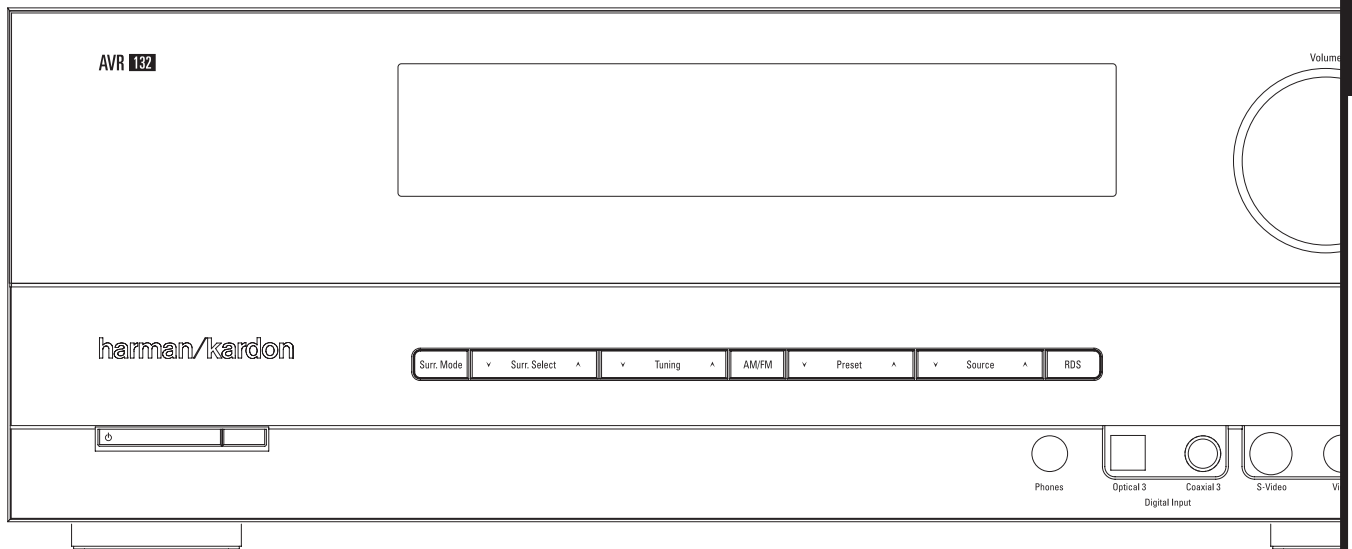 AVR 132
Volume
harman/kardon
Surr. Mode
Surr. Select
Tuning
AM/FM
Preset
Source
RDS
Phones
Optical 3
Coaxial 3
S-Video
Digital Input